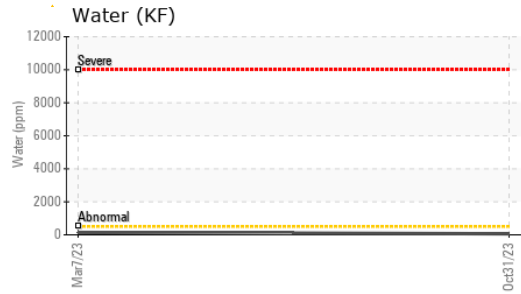 Water (KF)
12000
Severe
10000
8000
6000
4000
2000
Abnormal
0
Water (ppm)
Mar7/23
Oct31/23